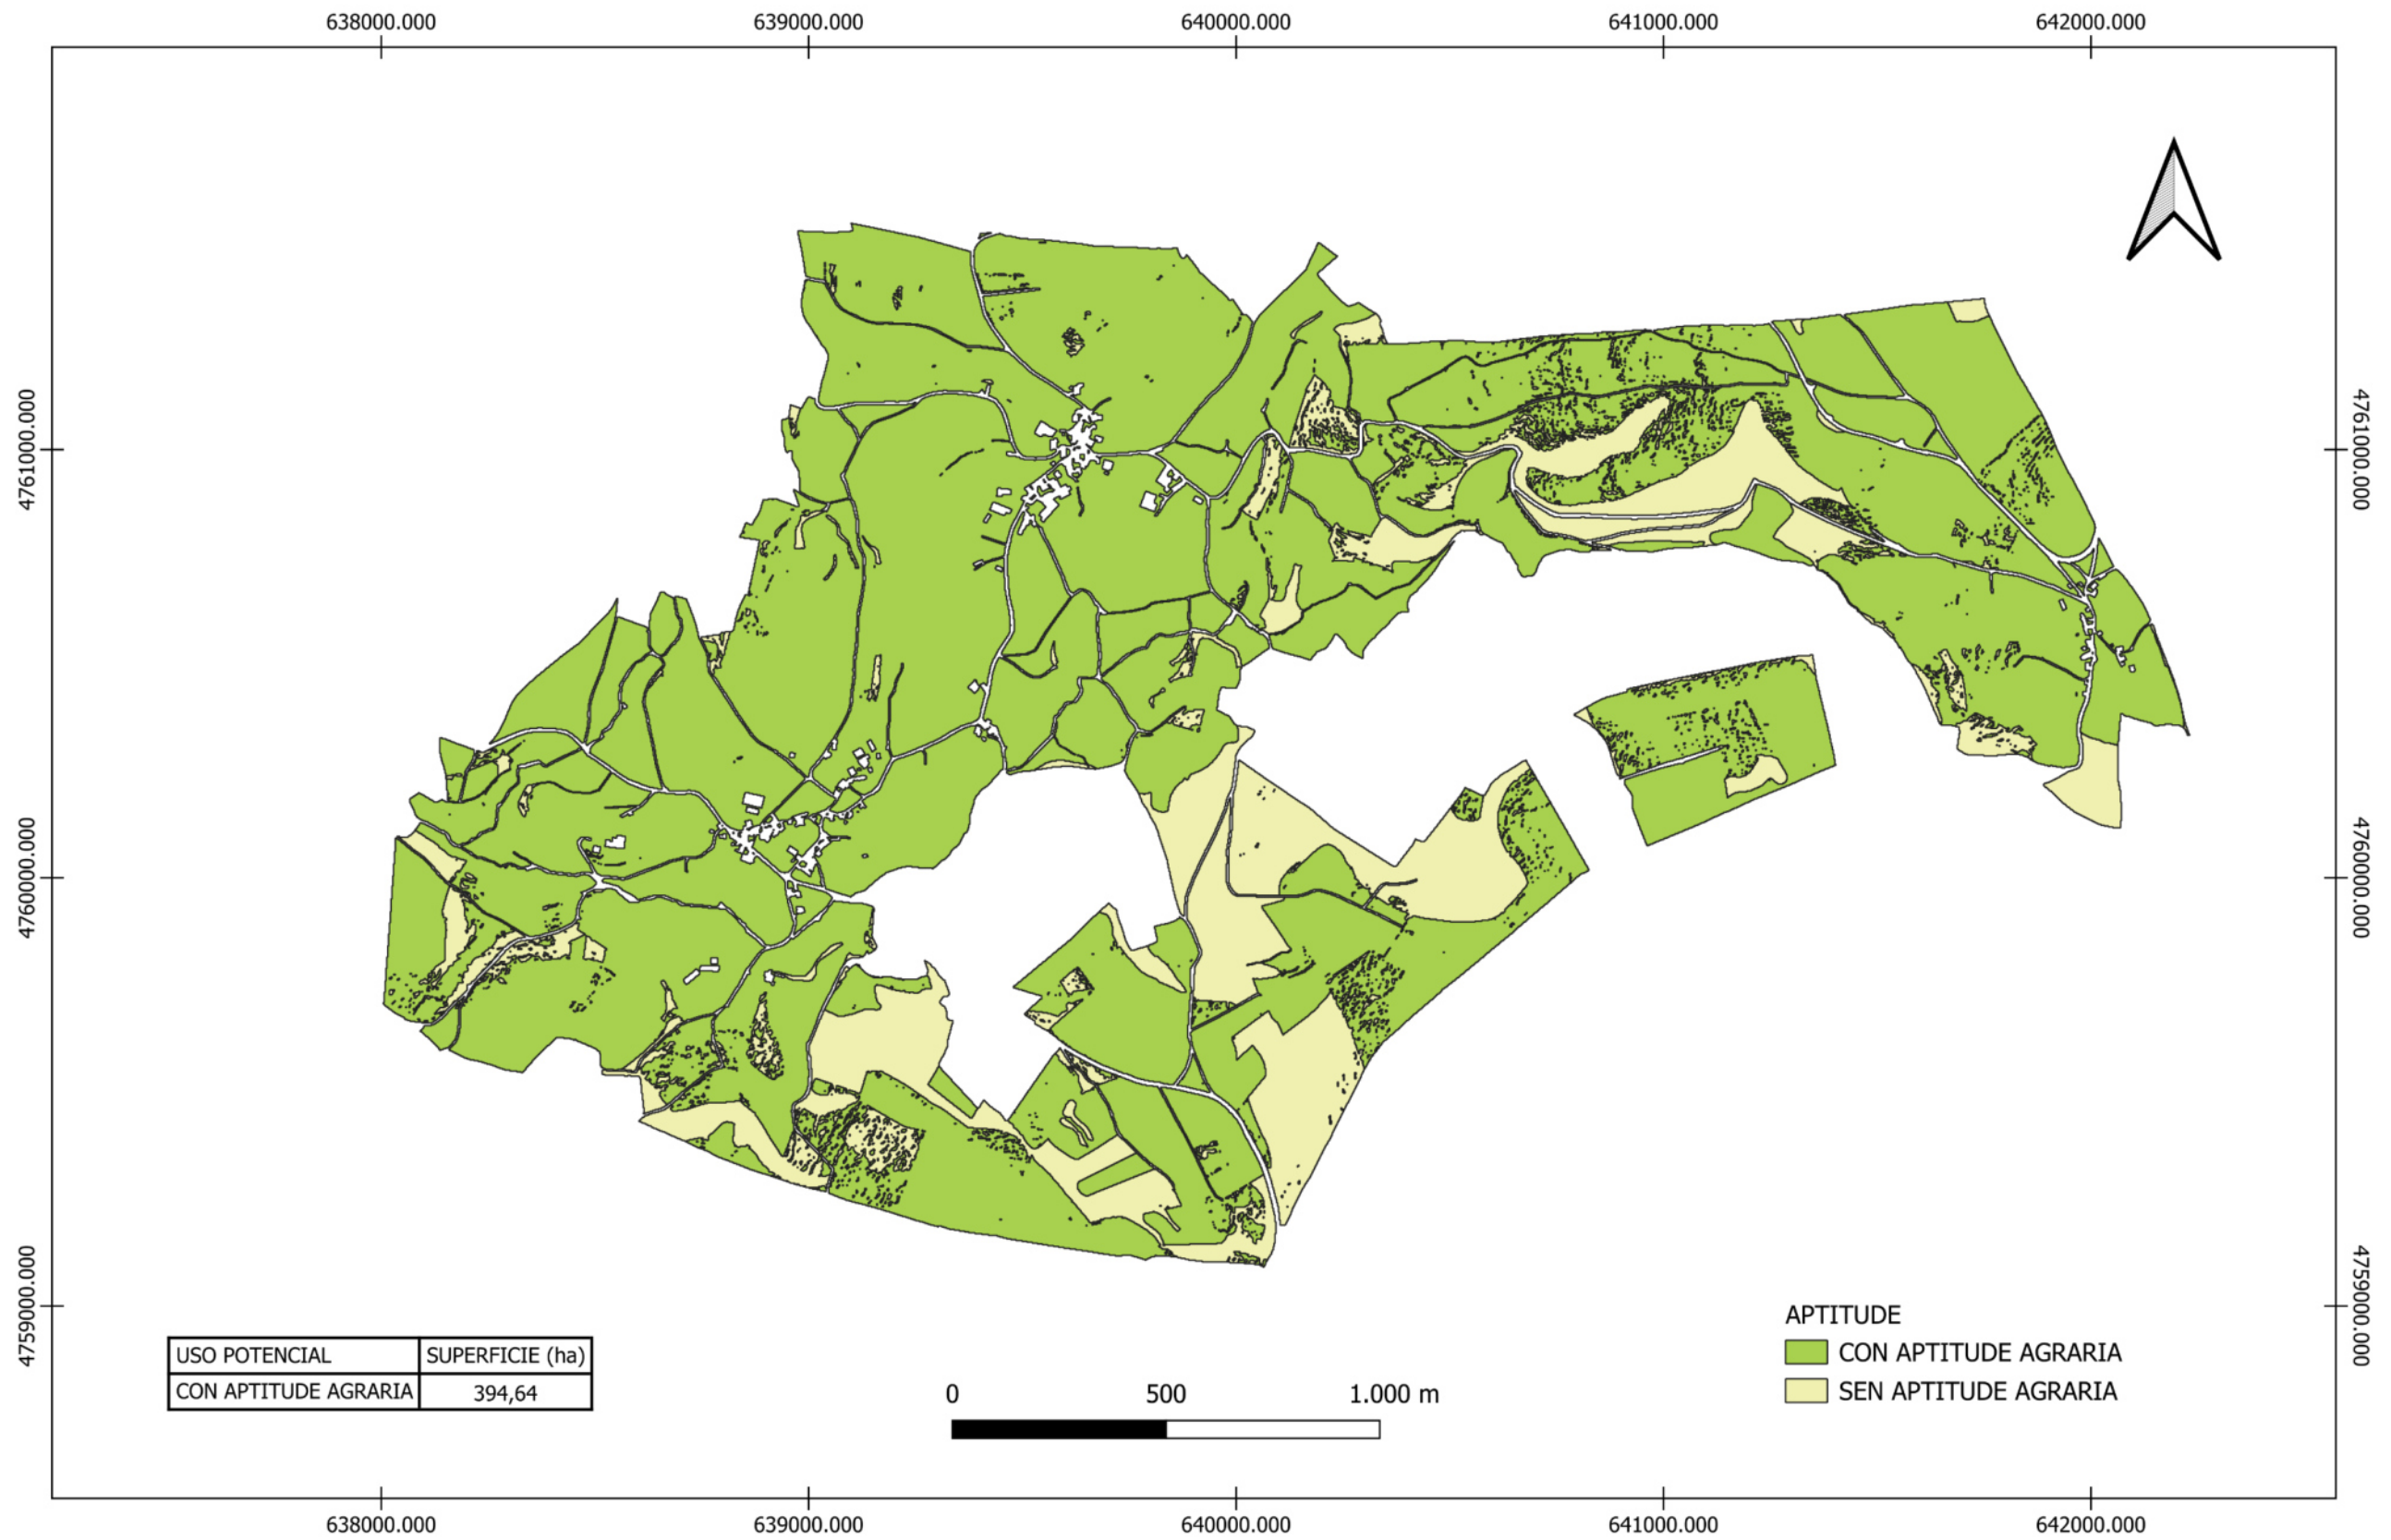 638000.000 639000.000 640000.000 641000.000 642000.000
4761000.000 4761000.000
4760000.000 4760000.000
4759000.000 4759000.000
USO POTENCIAL SUPERFICIE (ha)
CON APTITUDE AGRARIA 394,64
0 500 1.000 m
APTITUDE
CON APTITUDE AGRARIA
SEN APTITUDE AGRARIA
638000.000 639000.000 640000.000 641000.000 642000.000